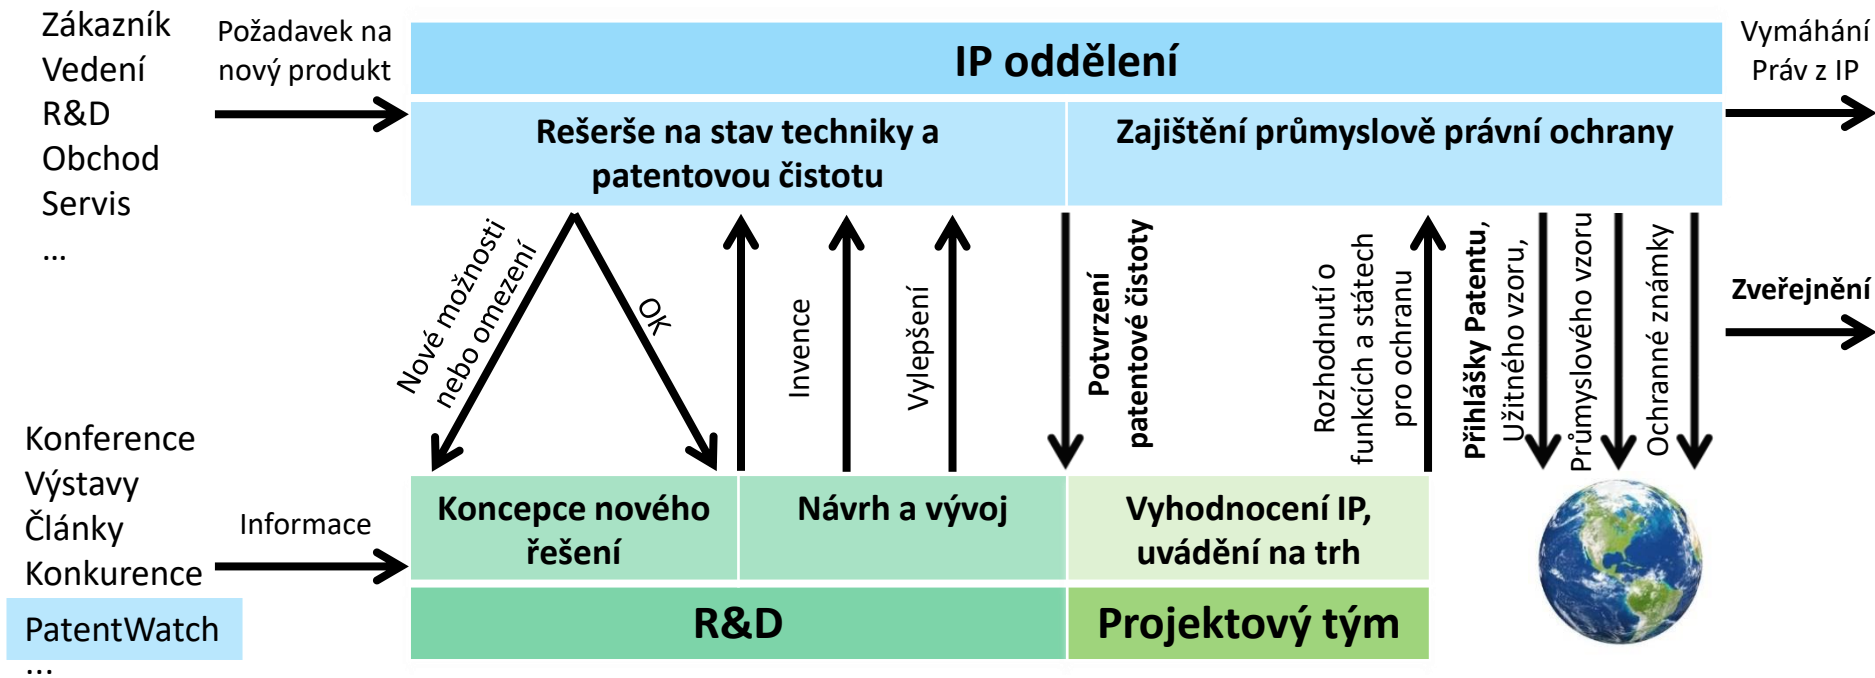 Zákazník
Vedení
R&D
Obchod
Servis
...
Požadavek na
nový produkt
IP oddělení
Rešerše na stav techniky a
patentovou čistotu
Zajištění průmyslově právní ochrany
Vymáhání
Práv z IP
Nové možnosti
nebo omezení
OK
Invence
Vylepšení
Potvrzení
patentové čistoty
Rozhodnutí o
funkcích a státech
pro ochranu
Přihlášky Patentu,
Užitného vzoru,
Průmyslového vzoru
Ochranné známky
Zveřejnění
Konference
Výstavy
Články
Konkurence
PatentWatch
...
Informace
Koncepce nového
řešení
Návrh a vývoj
Vyhodnocení IP,
uvádění na trh
R&D
Projektový tým